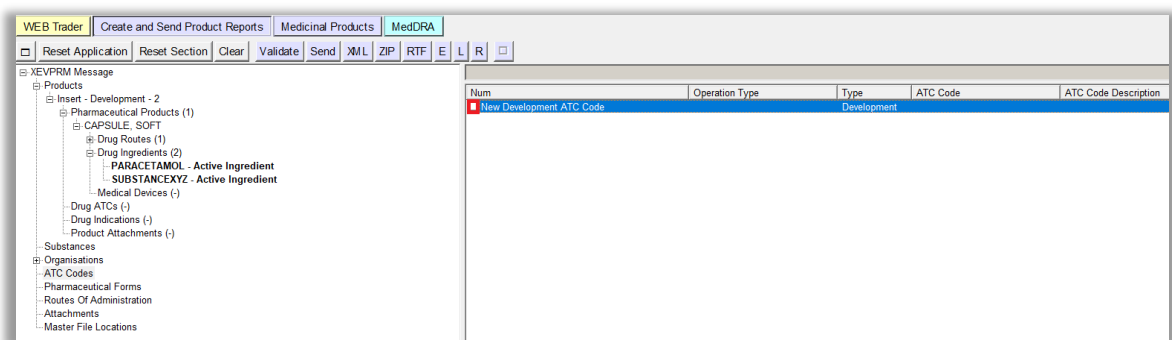 WEB Trader Create and Send Product Reports Medicinal Products MedDRA
Reset Application Reset Section Clear Validate Send XML ZIP RTF E L R
XEVPRM Message
Products
Insert - Development - 2
Pharmaceutical Products (1)
CAPSULE, SOFT
Drug Routes (1)
Drug Ingredients (2)
PARACETAMOL - Active Ingredient
SUBSTANCEXYZ - Active Ingredient
Medical Devices (-)
Drug ATCs (-)
Drug Indications (-)
Product Attachments (-)
Substances
Organisations
ATC Codes
Pharmaceutical Forms
Routes Of Administration
Attachments
Master File Locations
Num Operation Type Type ATC Code ATC Code Description
New Development ATC Code Development